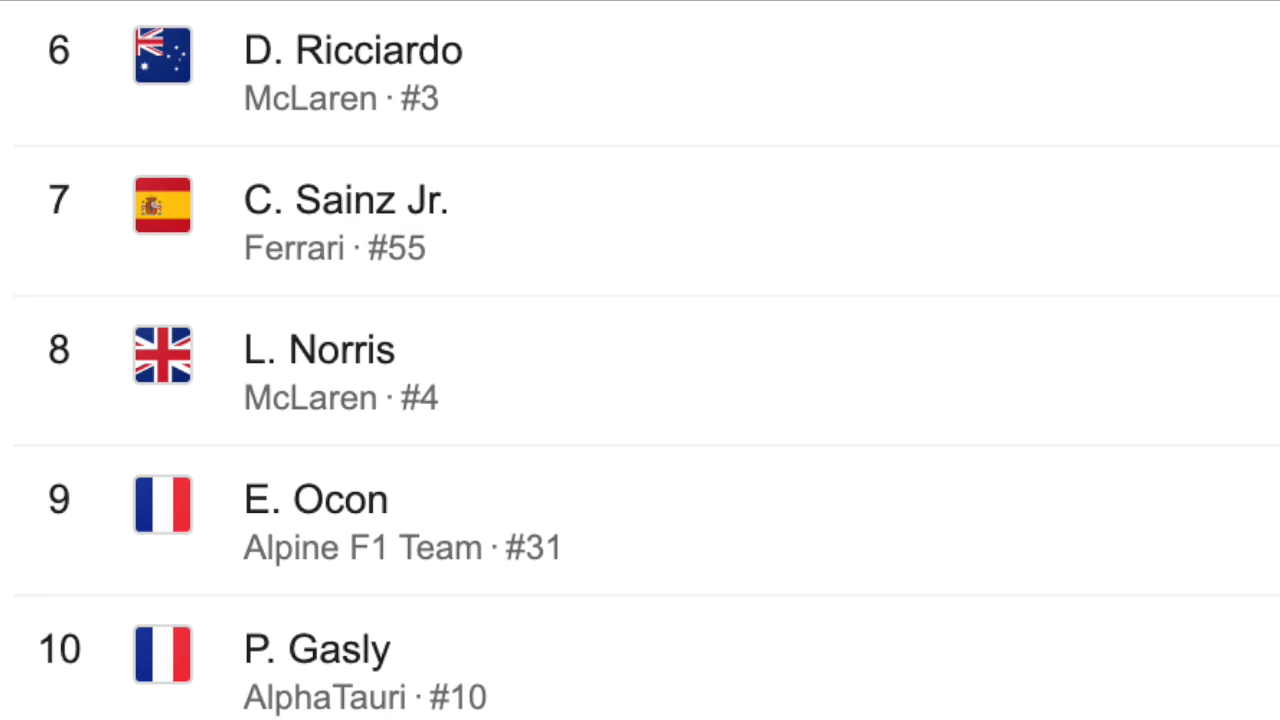 6
D. Ricciardo
McLaren · #3
7
C. Sainz Jr.
Ferrari · #55
8
L. Norris
McLaren · #4
9
E. Ocon
Alpine F1 Team · #31
10
P. Gasly
AlphaTauri · #10